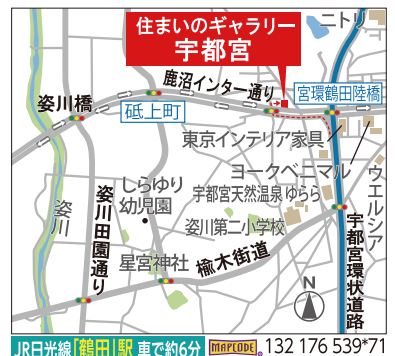 住まいのギャラリー
宇都宮
ニトリ
鹿沼インター通り
宮環鶴田陸橋
姿川橋
砥上町
東京インテリア家具
ヨークベニマル
ウエルシア
しらゆり
幼児園
宇都宮天然温泉 ゆらら
姿川
姿川田園通り
姿川第二小学校
星宮神社
楡木街道
宇都宮環状道路
N
JR日光線「鶴田」駅 車で約6分 MAPCODE 132 176 539*71